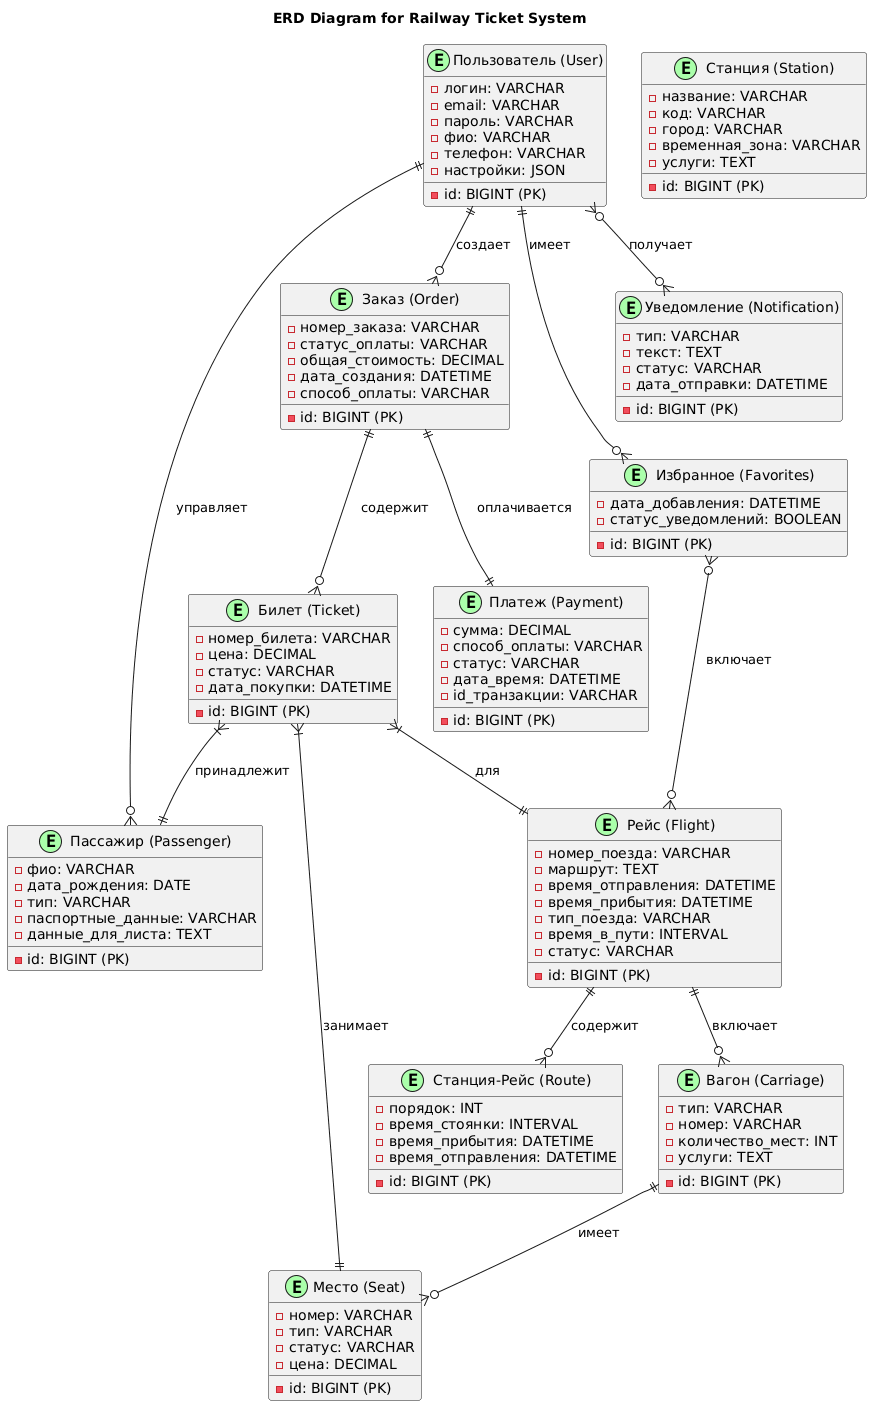 ERD Diagram for Railway Ticket System
E Пользователь (User)
логин: VARCHAR
email: VARCHAR
пароль: VARCHAR
фио: VARCHAR
телефон: VARCHAR
настройки: JSON
id: BIGINT (PK)
E Станция (Station)
название: VARCHAR
код: VARCHAR
город: VARCHAR
временная_зона: VARCHAR
услуги: TEXT
id: BIGINT (PK)
создает
имеет
получает
E Заказ (Order)
номер_заказа: VARCHAR
статус_оплаты: VARCHAR
общая_стоимость: DECIMAL
дата_создания: DATETIME
способ_оплаты: VARCHAR
id: BIGINT (PK)
E Уведомление (Notification)
тип: VARCHAR
текст: TEXT
статус: VARCHAR
дата_отправки: DATETIME
id: BIGINT (PK)
управляет
содержит
оплачивается
E Избранное (Favorites)
дата_добавления: DATETIME
статус_уведомлений: BOOLEAN
id: BIGINT (PK)
E Билет (Ticket)
номер_билета: VARCHAR
цена: DECIMAL
статус: VARCHAR
дата_покупки: DATETIME
id: BIGINT (PK)
E Платеж (Payment)
сумма: DECIMAL
способ_оплаты: VARCHAR
статус: VARCHAR
дата_время: DATETIME
id_транзакции: VARCHAR
id: BIGINT (PK)
включает
принадлежит
для
E Пассажир (Passenger)
фио: VARCHAR
дата_рождения: DATE
тип: VARCHAR
паспортные_данные: VARCHAR
данные_для_листа: TEXT
id: BIGINT (PK)
E Рейс (Flight)
номер_поезда: VARCHAR
маршрут: TEXT
время_отправления: DATETIME
время_прибытия: DATETIME
тип_поезда: VARCHAR
время_в_пути: INTERVAL
статус: VARCHAR
id: BIGINT (PK)
занимает
содержит
включает
E Станция-Рейс (Route)
порядок: INT
время_стоянки: INTERVAL
время_прибытия: DATETIME
время_отправления: DATETIME
id: BIGINT (PK)
E Вагон (Carriage)
тип: VARCHAR
номер: VARCHAR
количество_мест: INT
услуги: TEXT
id: BIGINT (PK)
имеет
E Место (Seat)
номер: VARCHAR
тип: VARCHAR
статус: VARCHAR
цена: DECIMAL
id: BIGINT (PK)